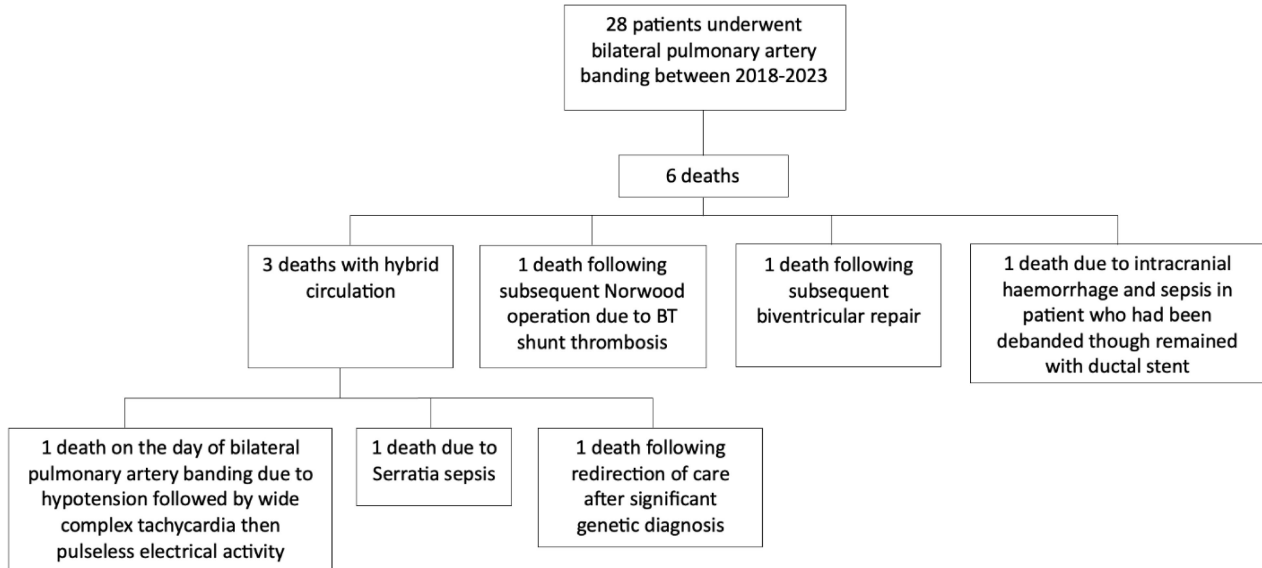 28 patients underwent
bilateral pulmonary artery
banding between 2018-2023
6 deaths
3 deaths with hybrid
circulation
1 death following
subsequent Norwood
operation due to BT
shunt thrombosis
1 death following
subsequent
biventricular repair
1 death due to intracranial
haemorrhage and sepsis in
patient who had been
debanded though remained
with ductal stent
1 death on the day of bilateral
pulmonary artery banding due to
hypotension followed by wide
complex tachycardia then
pulseless electrical activity
1 death due to
Serratia sepsis
1 death following
redirection of care
after significant
genetic diagnosis